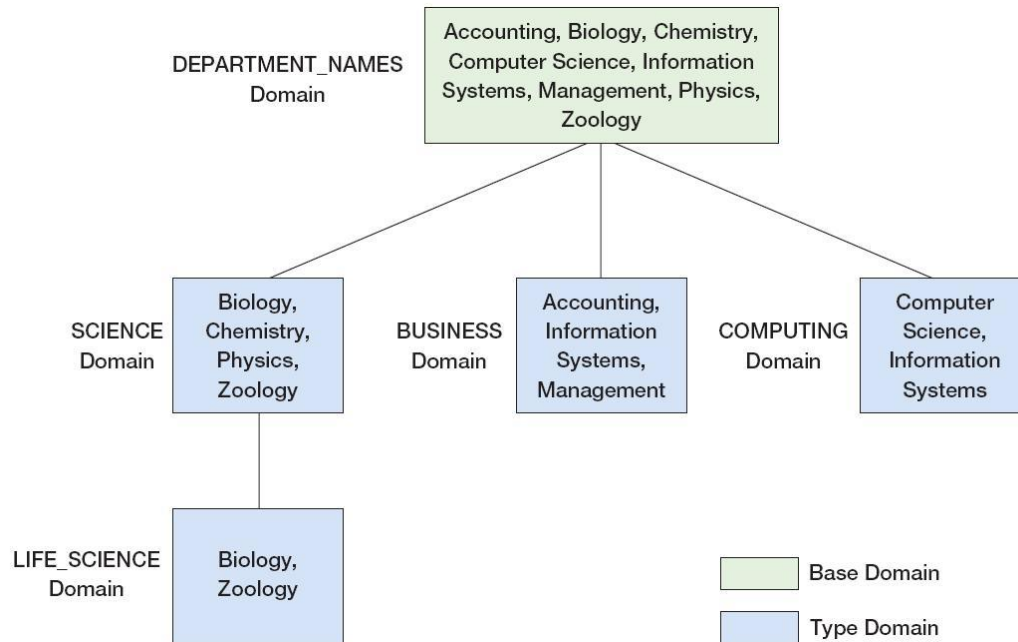 DEPARTMENT_NAMES
Domain
Accounting, Biology, Chemistry,
Computer Science, Information
Systems, Management, Physics,
Zoology
SCIENCE
Domain
Biology,
Chemistry,
Physics,
Zoology
BUSINESS
Domain
Accounting,
Information
Systems,
Management
COMPUTING
Domain
Computer
Science,
Information
Systems
LIFE_SCIENCE
Domain
Biology,
Zoology
Base Domain
Type Domain